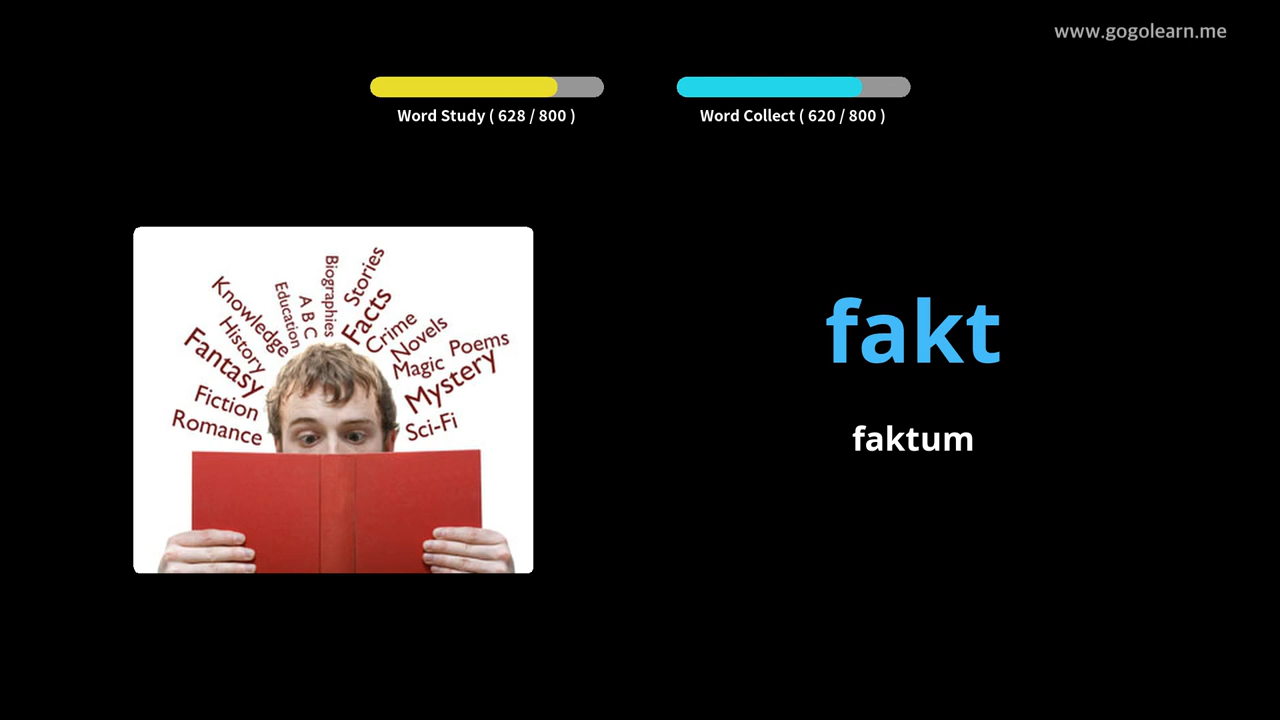 www.gogolearn.me
Word Study ( 628 / 800 )
Word Collect ( 620 / 800 )
Biographies
Stories
Education
A B C
Facts
Knowledge
Crime
History
Novels
Fantasy
Magic
Poems
Mystery
Fiction
Romance
Sci-Fi
fakt
faktum